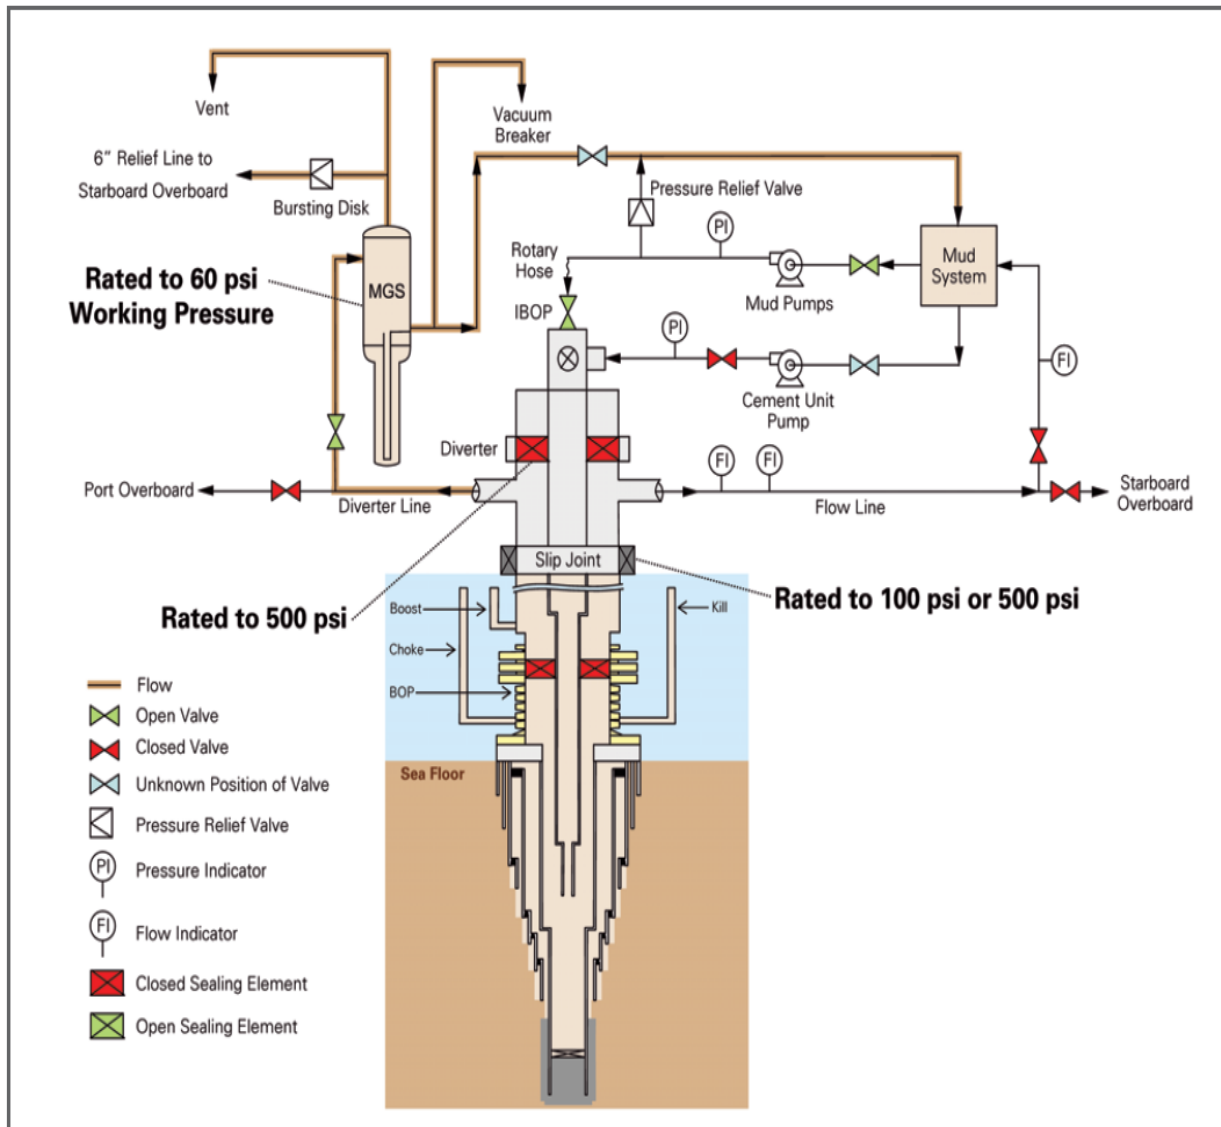 Vent
Vacuum
Breaker
6” Relief Line to
Starboard Overboard
Bursting Disk
Pressure Relief Valve
PI
Rotary
Hose
Mud
System
Rated to 60 psi
Working Pressure
MGS
IBOP
Mud Pumps
PI
FI
Cement Unit
Pump
Diverter
FI
FI
Port Overboard
Diverter Line
Flow Line
Starboard
Overboard
Slip Joint
Rated to 500 psi
Rated to 100 psi or 500 psi
Boost
Kill
Choke
BOP
Sea Floor
Flow
Open Valve
Closed Valve
Unknown Position of Valve
Pressure Relief Valve
PI
Pressure Indicator
FI
Flow Indicator
Closed Sealing Element
Open Sealing Element